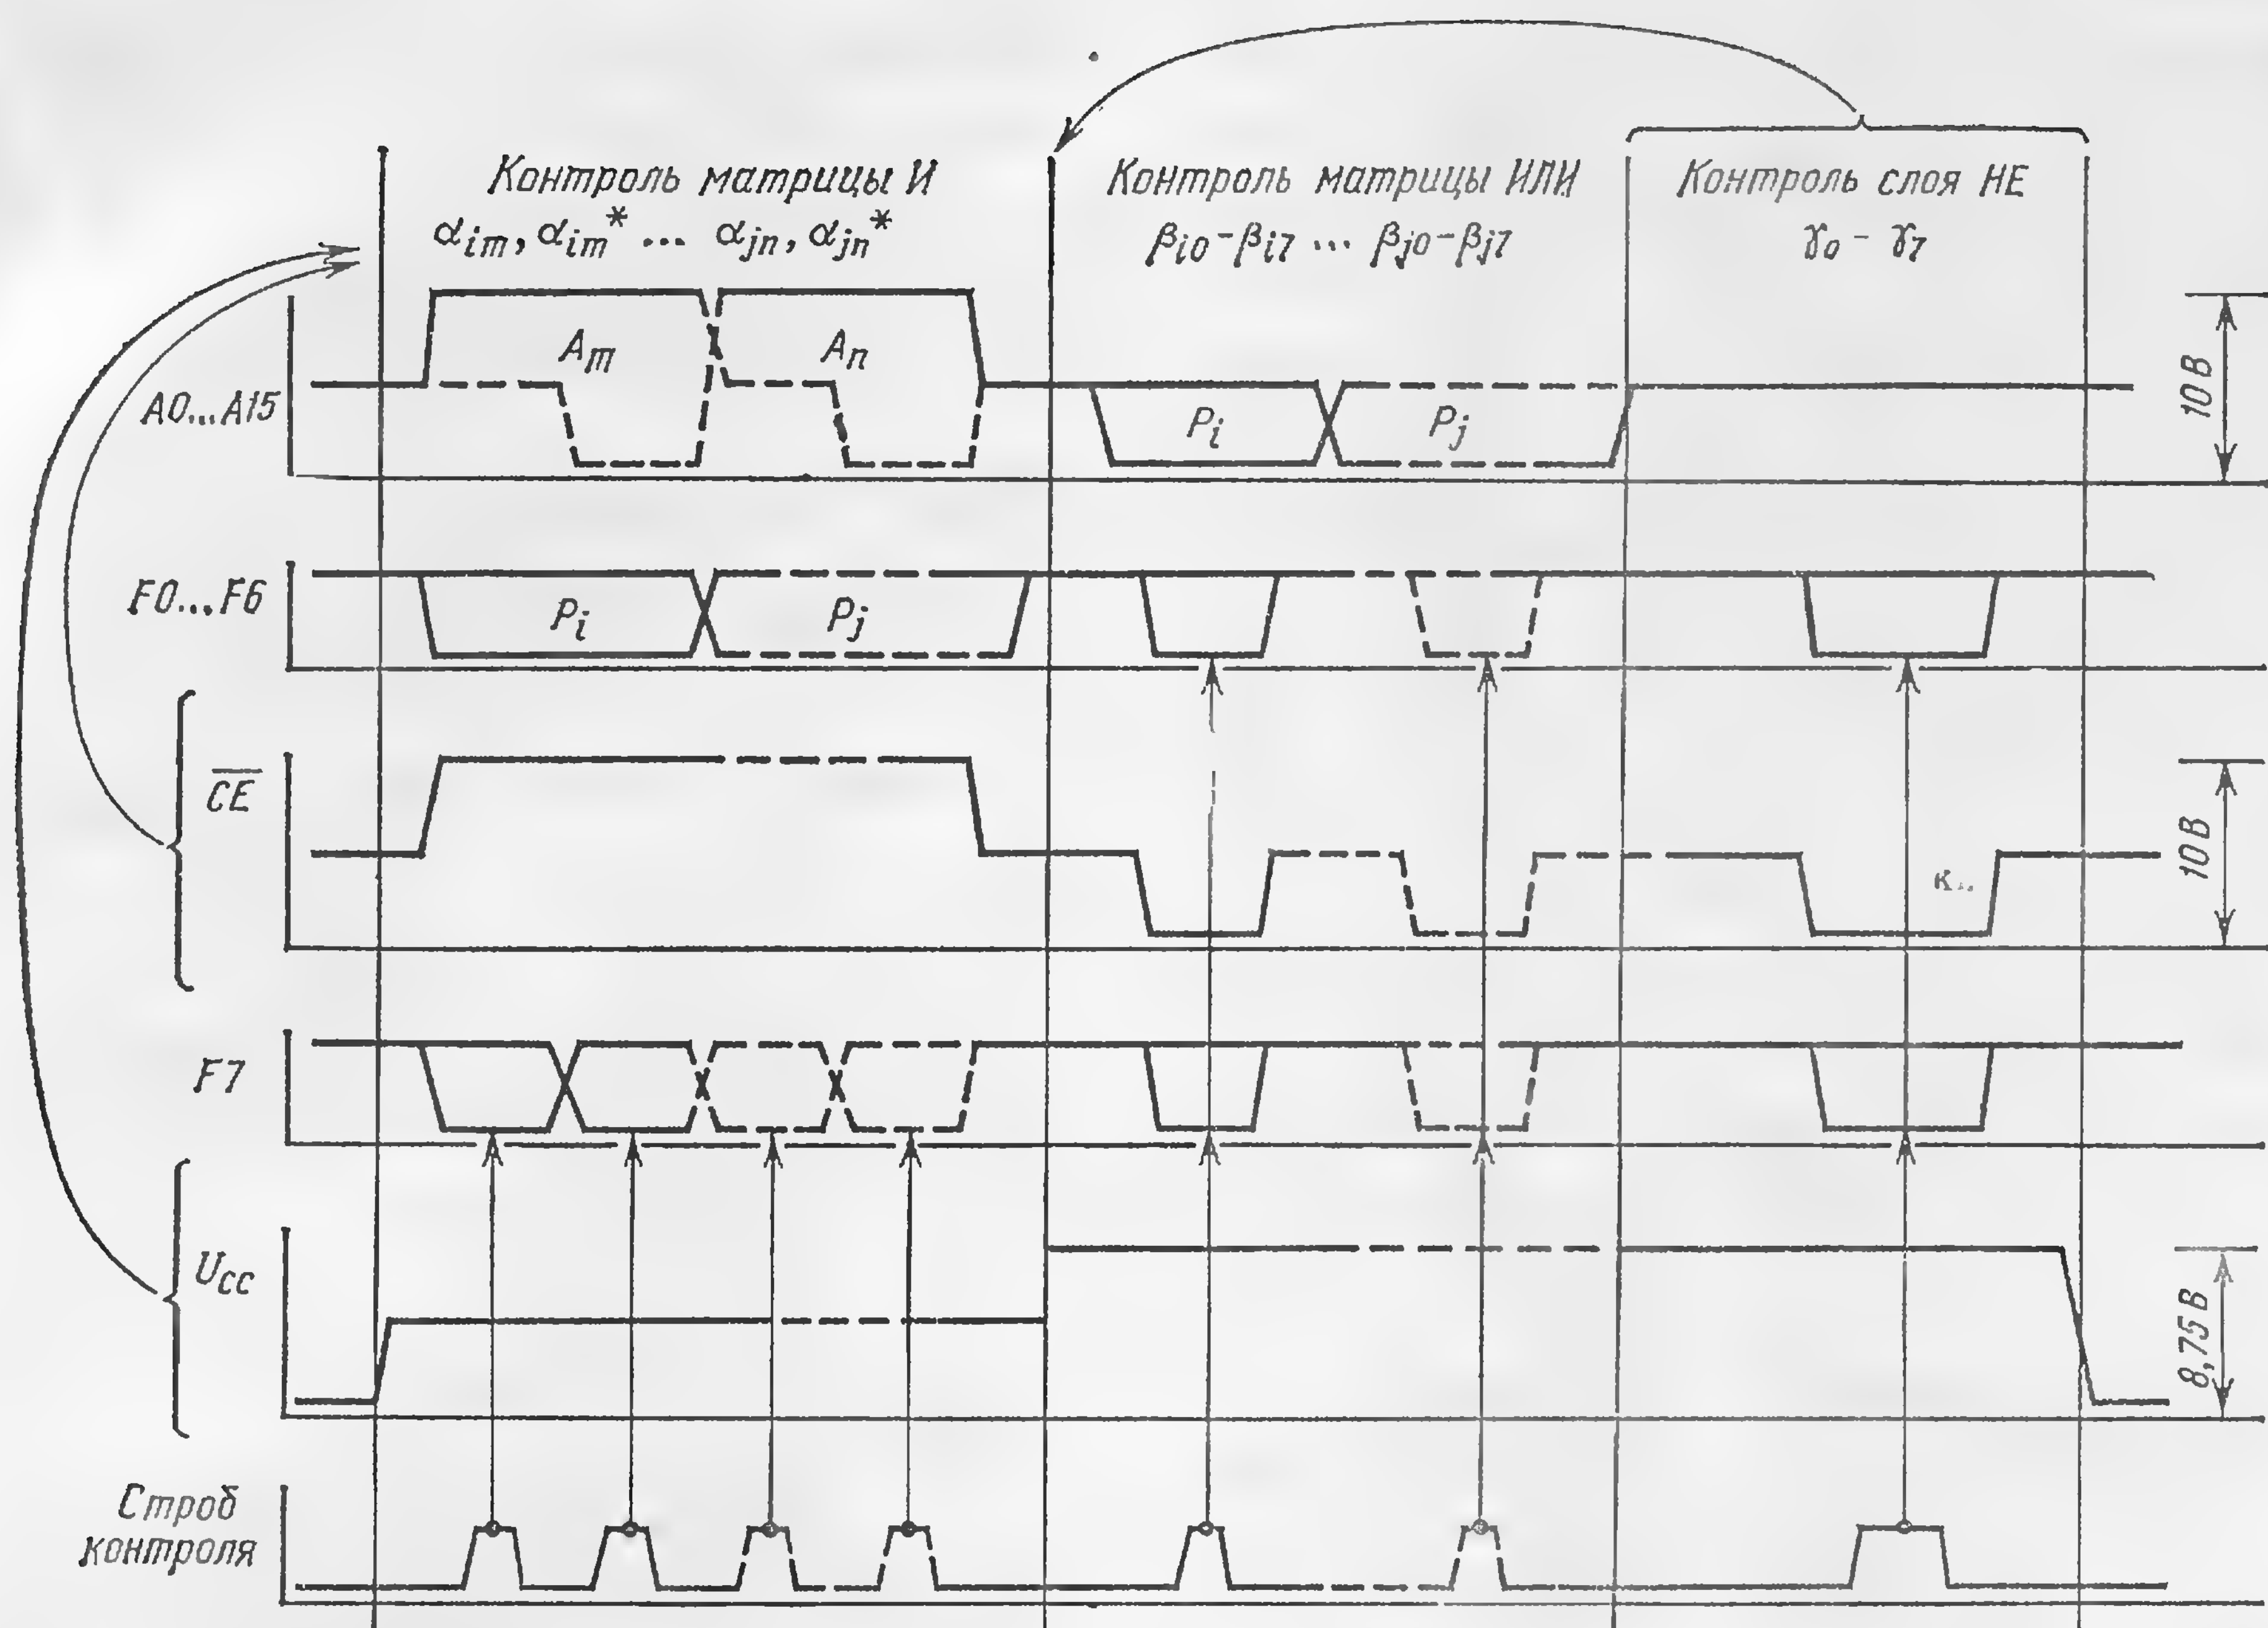 Контроль матрицы И
αim, αim* ... αjn, αjn*
Контроль матрицы ИЛИ
βi0-βi7 ... βj0-βj7
Контроль слоя НЕ
γ0 - γ7
A0...A15
Am
An
Pi
Pj
10 В
F0...F6
Pi
Pj
CE
10 В
F7
UCC
8,75 В
Строб
контроля